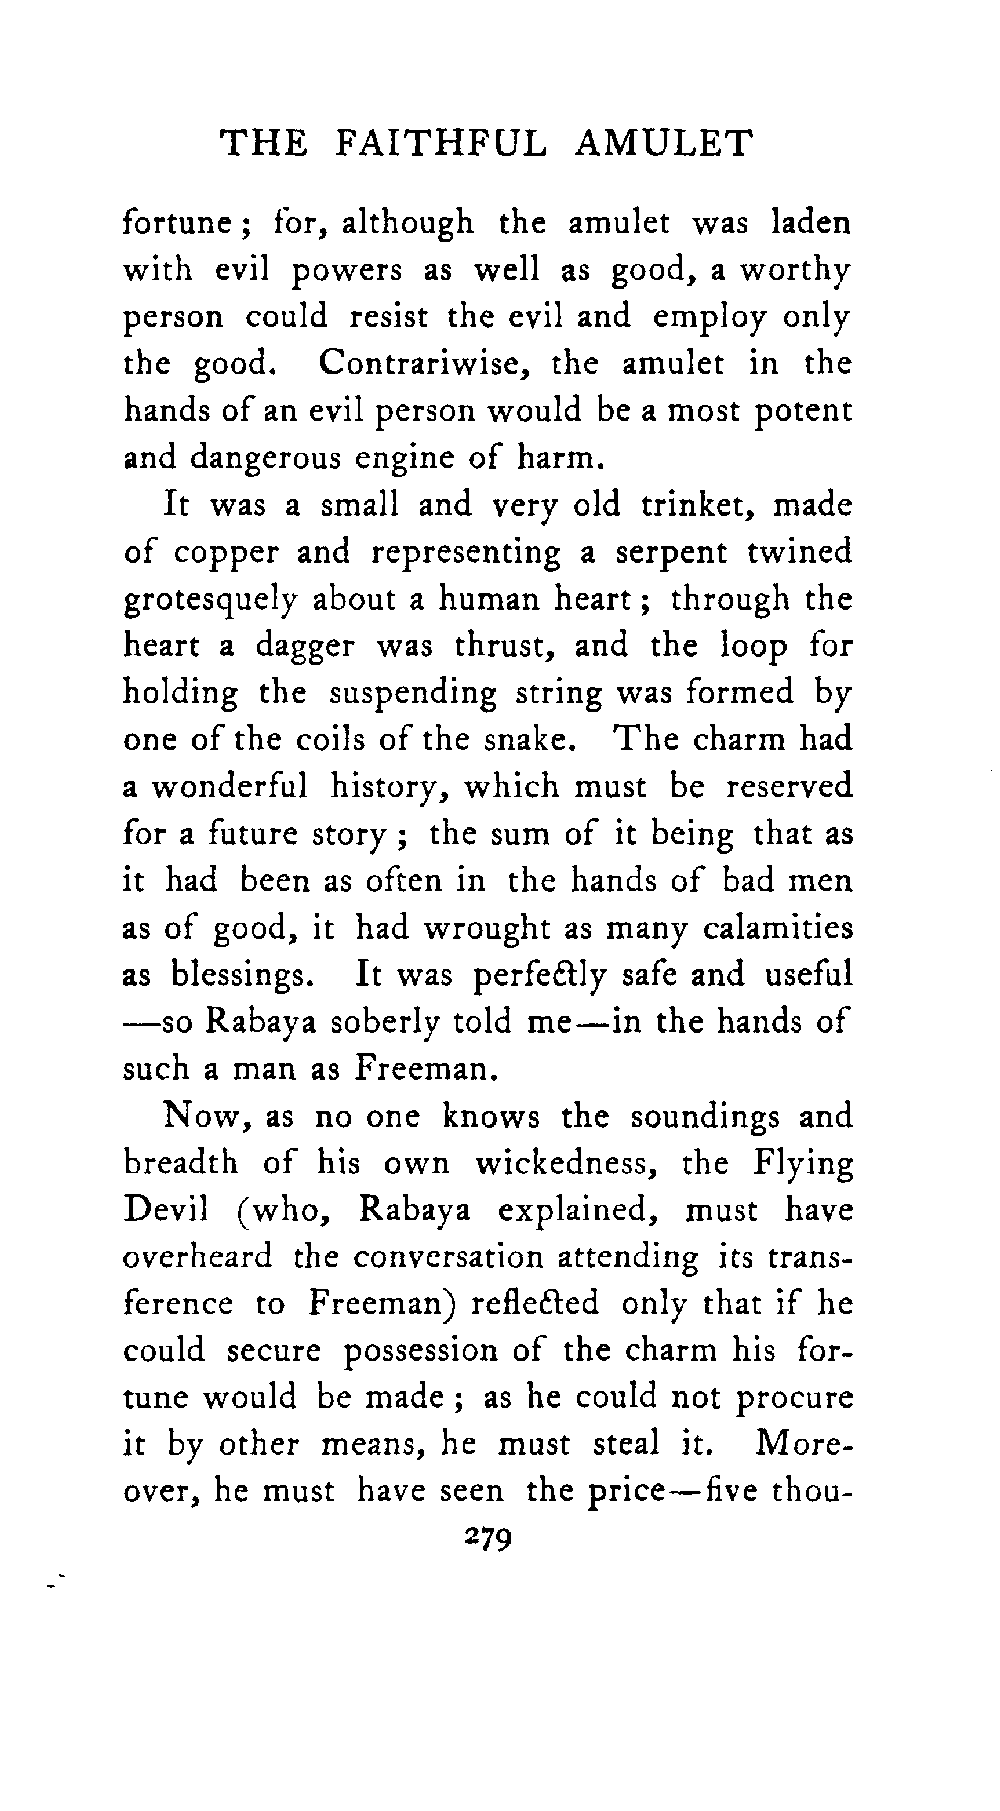 THE FAITHFUL AMULET
fortune ; for, although the amulet was laden
with evil powers as well as good, a worthy
person could resist the evil and employ only
the good. Contrariwise, the amulet in the
hands of an evil person would be a most potent
and dangerous engine of harm.
It was a small and very old trinket, made
of copper and representing a serpent twined
grotesquely about a human heart ; through the
heart a dagger was thrust, and the loop for
holding the suspending string was formed by
one of the coils of the snake. The charm had
a wonderful history, which must be reserved
for a future story ; the sum of it being that as
it had been as often in the hands of bad men
as of good, it had wrought as many calamities
as blessings. It was perfectly safe and useful
—so Rabaya soberly told me—in the hands of
such a man as Freeman.
Now, as no one knows the soundings and
breadth of his own wickedness, the Flying
Devil (who, Rabaya explained, must have
overheard the conversation attending its trans-
ference to Freeman) reflected only that if he
could secure possession of the charm his for-
tune would be made ; as he could not procure
it by other means, he must steal it. More-
over, he must have seen the price—five thou-
279